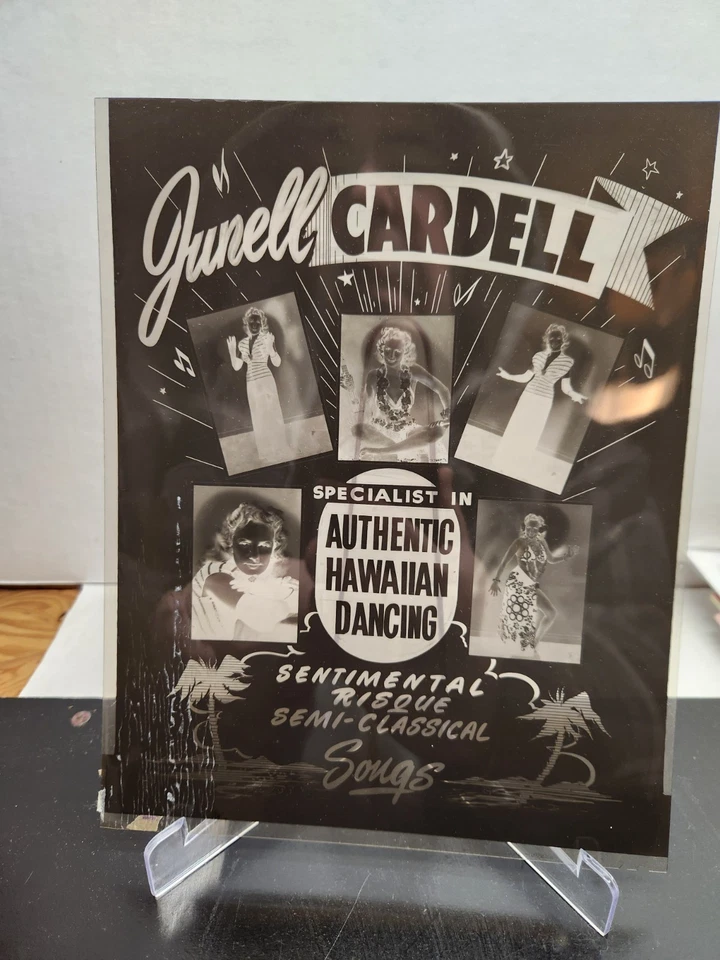 Junell CARDELL
SPECIALIST IN
AUTHENTIC
HAWAIIAN
DANCING
SENTIMENTAL
RISQUE
SEMI-CLASSICAL
Songs